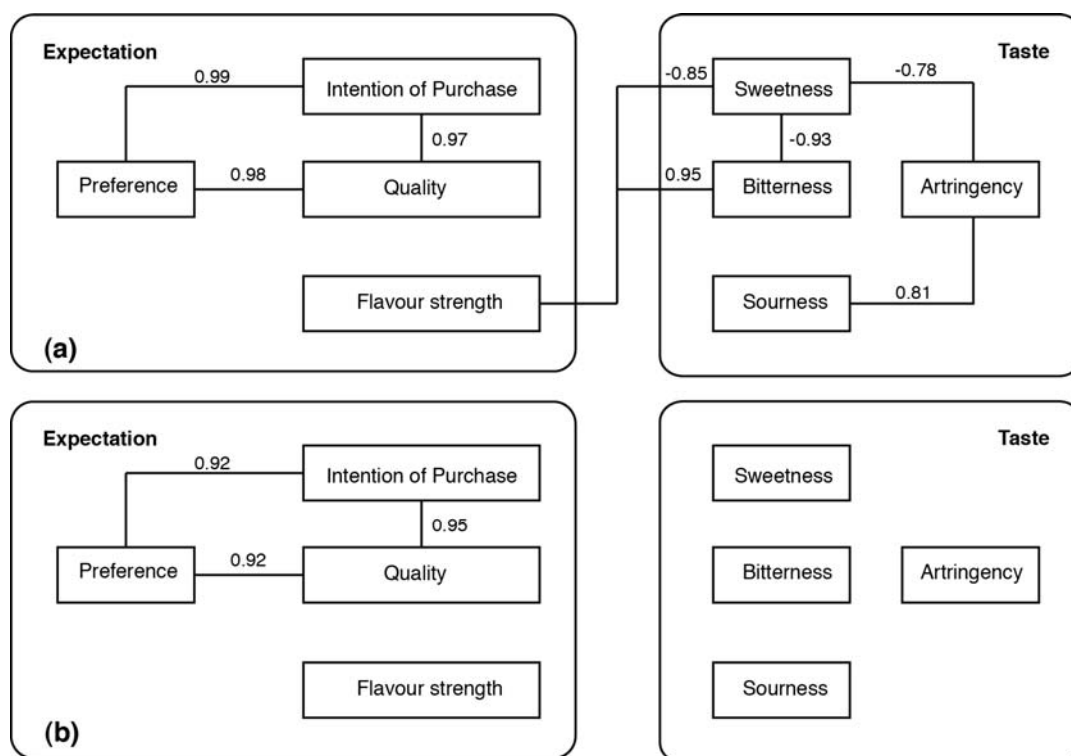 Expectation
Taste
0.99
-0.85
-0.78
Intention of Purchase
Sweetness
0.97
-0.93
Preference
0.98
Quality
0.95
Bitterness
Artringency
Flavour strength
Sourness
0.81
(a)
Expectation
Taste
0.92
Intention of Purchase
Sweetness
0.95
Preference
0.92
Quality
Bitterness
Artringency
Flavour strength
Sourness
(b)